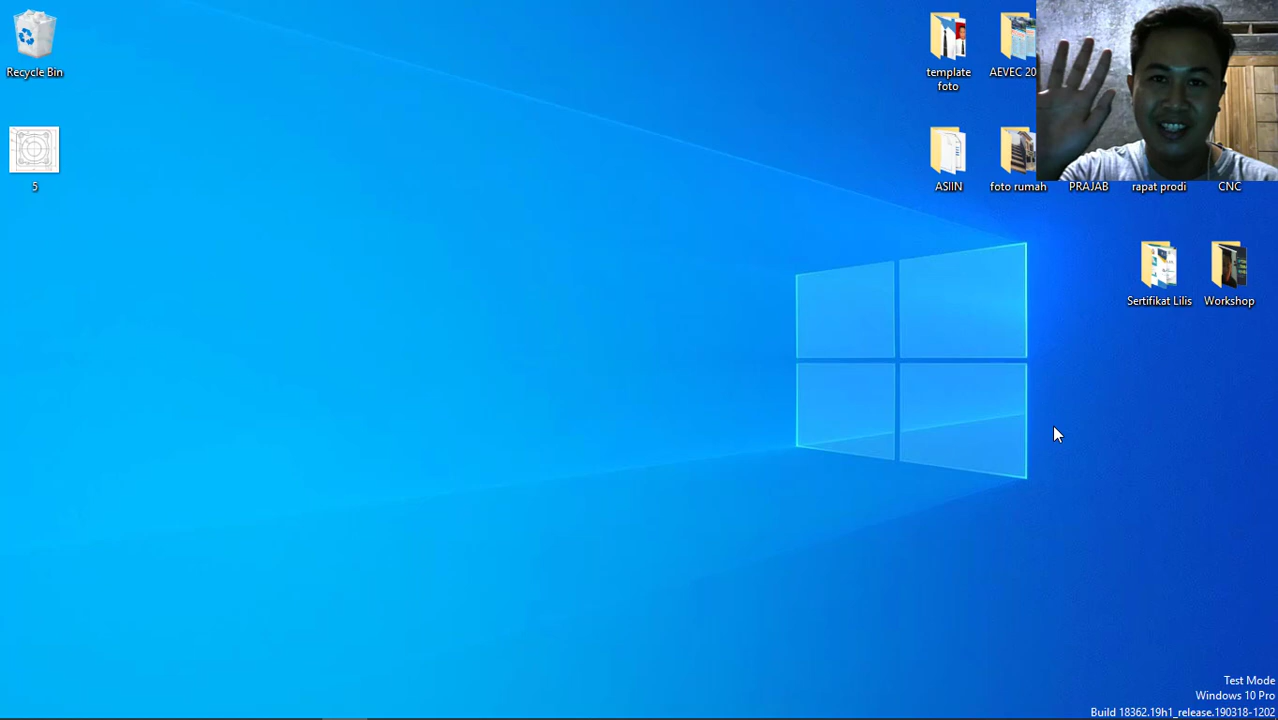 Recycle Bin
template
foto
AEVEC 20
5
ASIIN
foto rumah
PRAJAB
rapat prodi
CNC
Sertifikat Lilis
Workshop
Test Mode
Windows 10 Pro
Build 18362.19h1_release.190318-1202